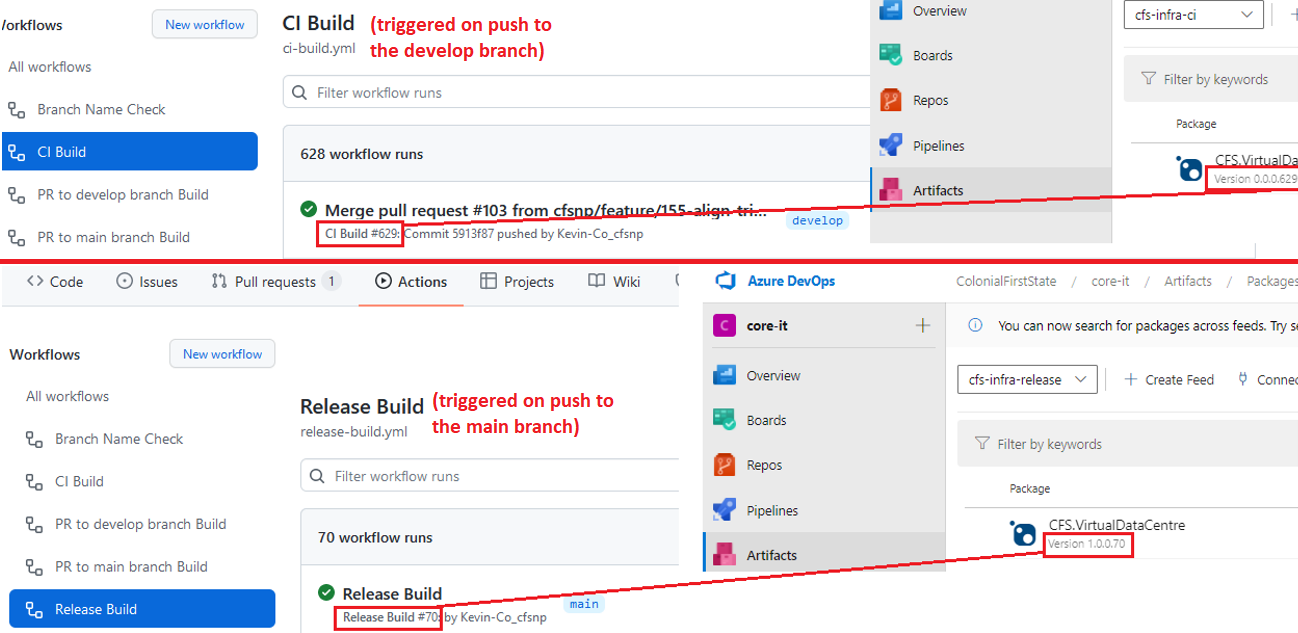 /orkflows
New workflow
All workflows
Branch Name Check
CI Build
PR to develop branch Build
PR to main branch Build
CI Build
(triggered on push to
the develop branch)
ci-build.yml
Filter workflow runs
628 workflow runs
Merge pull request #103 from cfsnp/feature/155-align-tri...
CI Build #629: Commit 5913f87 pushed by Kevin-Co_cfsnp
develop
Overview
Boards
Repos
Pipelines
Artifacts
cfs-infra-ci
Filter by keywords
Package
CFS.VirtualDa
Version 0.0.0.629
Code
Issues
Pull requests 1
Actions
Projects
Wiki
Workflows
New workflow
All workflows
Branch Name Check
CI Build
PR to develop branch Build
PR to main branch Build
Release Build
Release Build
(triggered on push to
the main branch)
release-build.yml
Filter workflow runs
70 workflow runs
Release Build
Release Build #70: by Kevin-Co_cfsnp
main
Azure DevOps
ColonialFirstState / core-it / Artifacts / Packages
C core-it
Overview
Boards
Repos
Pipelines
Artifacts
You can now search for packages across feeds. Try se
cfs-infra-release
Create Feed
Connec
Filter by keywords
Package
CFS.VirtualDataCentre
Version 1.0.0.70